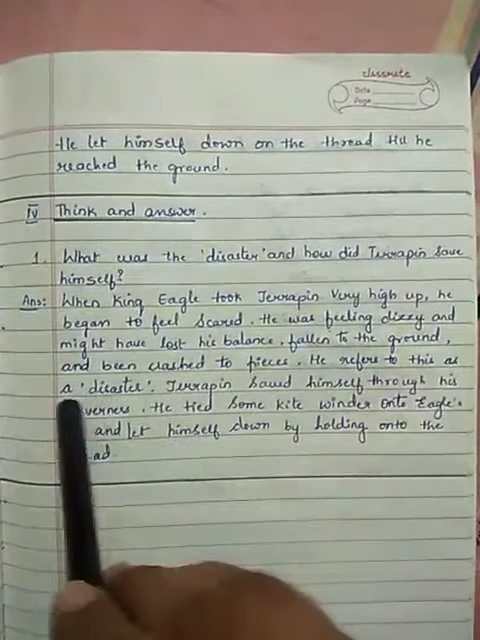 classmate
Date
Page
He let himself down on the thread till he
reached the ground.
IV Think and answer.
1. What was the 'disaster' and how did Terrapin save
himself?
Ans: When King Eagle took Terrapin very high up, he
began to feel scared. He was feeling dizzy and
might have lost his balance, fallen to the ground,
and been crashed to pieces. He refers to this as
a 'disaster'. Terrapin saved himself through his
verness. He tied some kite winder onto Eagle's
and let himself down by holding onto the
ad